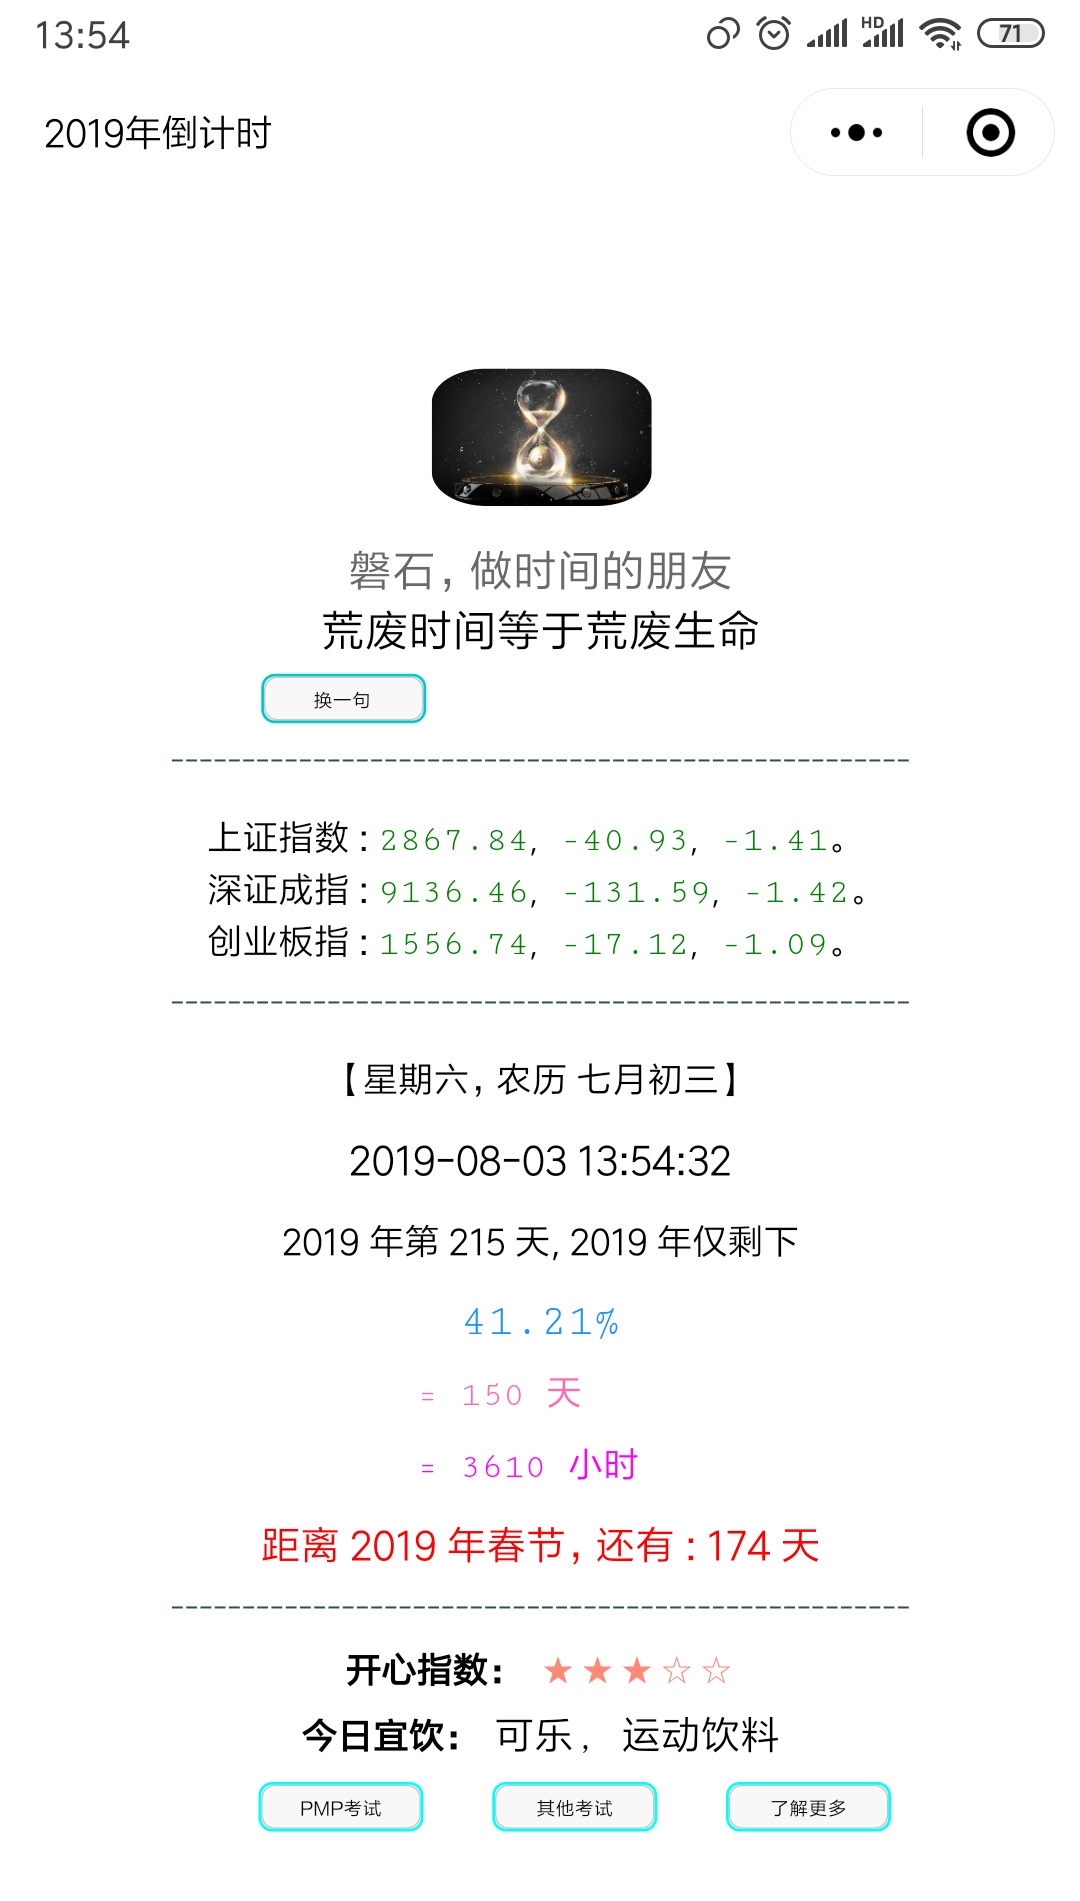 13:54
HD
71
2019年倒计时
磐石, 做时间的朋友
荒废时间等于荒废生命
换一句
----------------------------------------------------
上证指数 : 2867.84, -40.93, -1.41。
深证成指 : 9136.46, -131.59, -1.42。
创业板指 : 1556.74, -17.12, -1.09。
----------------------------------------------------
【星期六, 农历 七月初三】
2019-08-03 13:54:32
2019 年第 215 天, 2019 年仅剩下
41.21%
= 150 天
= 3610 小时
距离 2019 年春节, 还有 : 174 天
----------------------------------------------------
开心指数： ★★★☆☆
今日宜饮： 可乐, 运动饮料
PMP考试
其他考试
了解更多